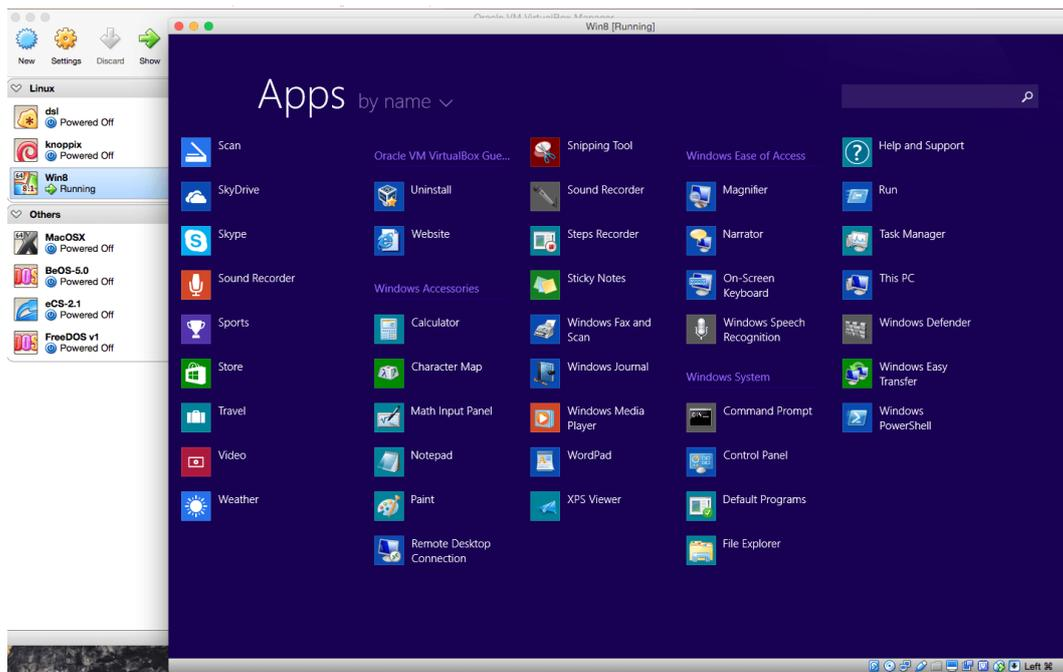 Oracle VM VirtualBox Manager
Win8 [Running]
New
Settings
Discard
Show
Linux
dsl
Powered Off
knoppix
Powered Off
64
8.1
Win8
Running
Others
64
MacOSX
Powered Off
DOS
BeOS-5.0
Powered Off
eCS-2.1
Powered Off
DOS
FreeDOS v1
Powered Off
Apps by name
Scan
SkyDrive
Skype
Sound Recorder
Sports
Store
Travel
Video
Weather
Oracle VM VirtualBox Gue...
Uninstall
Website
Windows Accessories
Calculator
Character Map
Math Input Panel
Notepad
Paint
Remote Desktop
Connection
Snipping Tool
Sound Recorder
Steps Recorder
Sticky Notes
Windows Fax and
Scan
Windows Journal
Windows Media
Player
WordPad
XPS Viewer
Windows Ease of Access
Magnifier
Narrator
On-Screen
Keyboard
Windows Speech
Recognition
Windows System
Command Prompt
Control Panel
Default Programs
File Explorer
Help and Support
Run
Task Manager
This PC
Windows Defender
Windows Easy
Transfer
Windows
PowerShell
Left ⌘